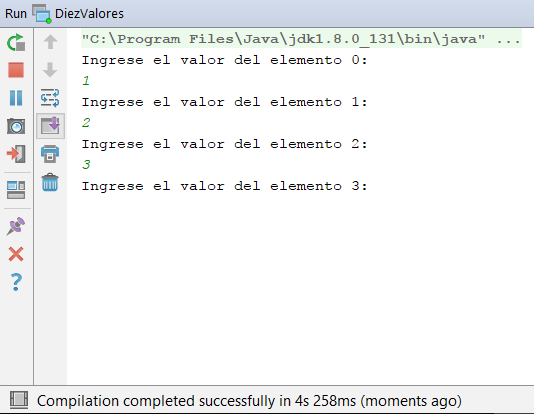 Run DiezValores
"C:\Program Files\Java\jdk1.8.0_131\bin\java" ...
Ingrese el valor del elemento 0:
1
Ingrese el valor del elemento 1:
2
Ingrese el valor del elemento 2:
3
Ingrese el valor del elemento 3:
Compilation completed successfully in 4s 258ms (moments ago)